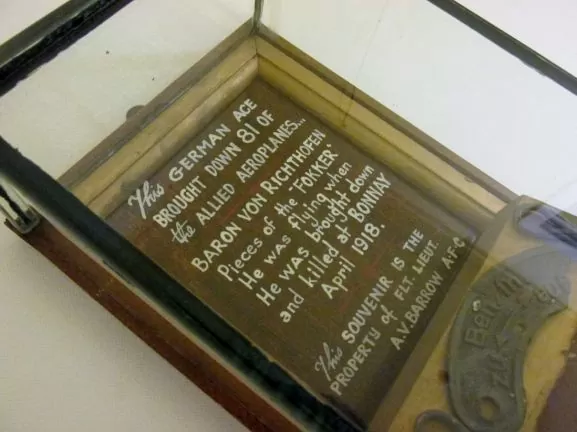 This GERMAN ACE
BROUGHT DOWN 81 OF
the ALLIED AEROPLANES...
BARON VON RICHTHOFEN
Pieces of the "FOKKER"
He was flying when
He was brought down
and killed at BONNAY
April 1918.
This SOUVENIR IS THE
PROPERTY OF FLT. LIEUT.
A.V. BARROW A.F.C